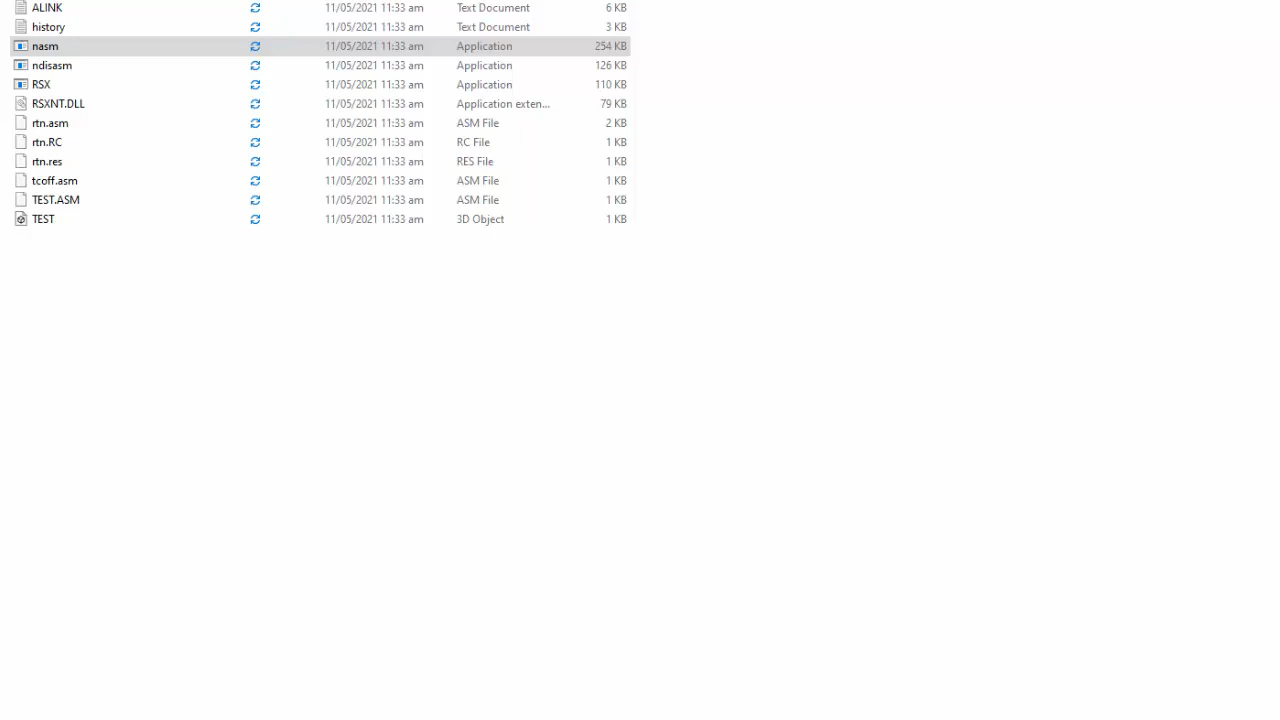 ALINK 11/05/2021 11:33 am Text Document 6 KB
history 11/05/2021 11:33 am Text Document 3 KB
nasm 11/05/2021 11:33 am Application 254 KB
ndisasm 11/05/2021 11:33 am Application 126 KB
RSX 11/05/2021 11:33 am Application 110 KB
RSXNT.DLL 11/05/2021 11:33 am Application exten... 79 KB
rtn.asm 11/05/2021 11:33 am ASM File 2 KB
rtn.RC 11/05/2021 11:33 am RC File 1 KB
rtn.res 11/05/2021 11:33 am RES File 1 KB
tcoff.asm 11/05/2021 11:33 am ASM File 1 KB
TEST.ASM 11/05/2021 11:33 am ASM File 1 KB
TEST 11/05/2021 11:33 am 3D Object 1 KB